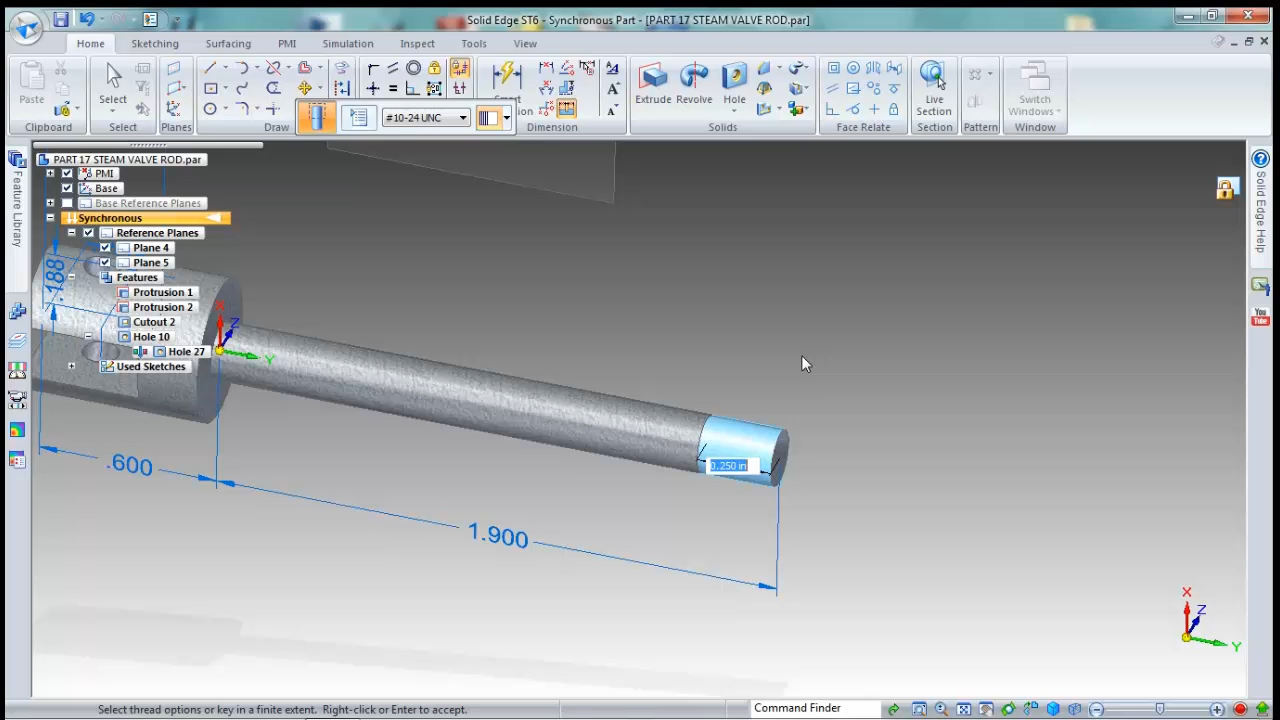 Solid Edge ST6 - Synchronous Part - [PART 17 STEAM VALVE ROD.par]
Home Sketching Surfacing PMI Simulation Inspect Tools View
Paste Select Extrude Revolve Hole Live Section Switch Windows
#10-24 UNC
Clipboard Select Planes Draw Dimension Solids Face Relate Section Pattern Window
PART 17 STEAM VALVE ROD.par
PMI
Base
Base Reference Planes
Synchronous
Reference Planes
Plane 4
Plane 5
Features
Protrusion 1
Protrusion 2
Cutout 2
Hole 10
Hole 27
Used Sketches
Feature Library
Solid Edge Help
You Tube
.188
X
Z
Y
0.250 in
.600
1.900
X
Z
Y
Select thread options or key in a finite extent. Right-click or Enter to accept.
Command Finder